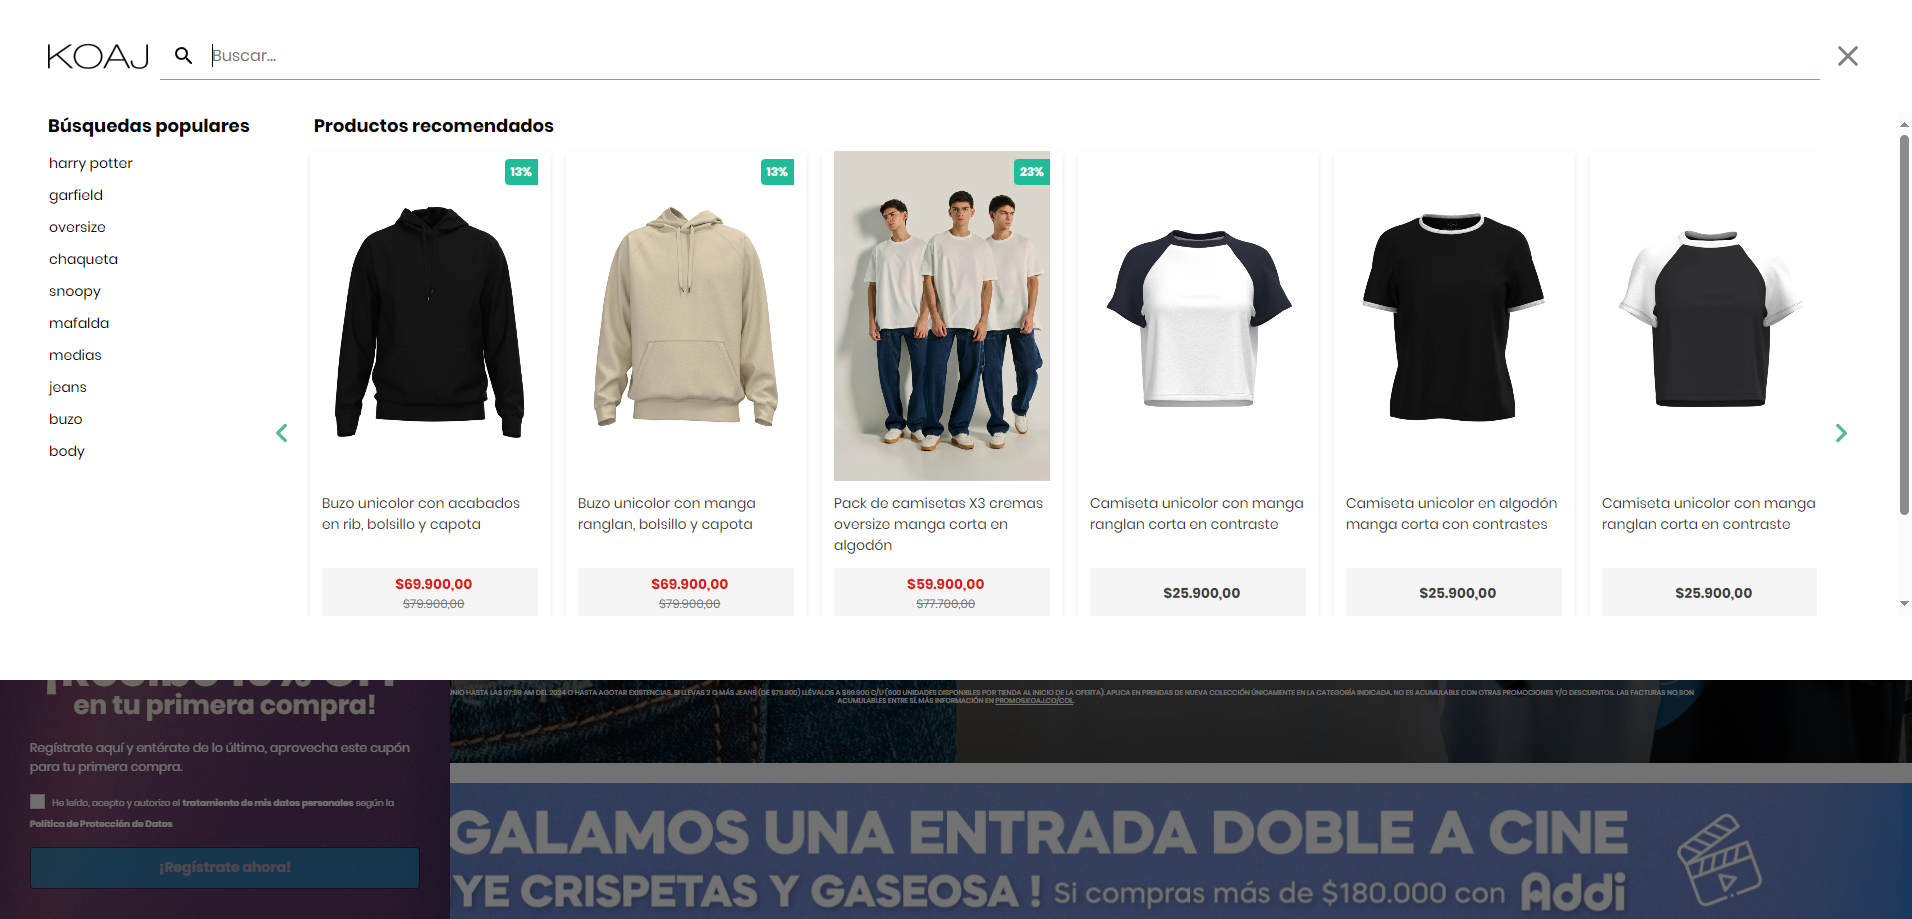 KOAJ
Buscar...
Búsquedas populares
harry potter
garfield
oversize
chaqueta
snoopy
mafalda
medias
jeans
buzo
body
Productos recomendados
13%
13%
23%
Buzo unicolor con acabados
en rib, bolsillo y capota
$69.900,00
$79.900,00
Buzo unicolor con manga
ranglan, bolsillo y capota
$69.900,00
$79.900,00
Pack de camisetas X3 cremas
oversize manga corta en
algodón
$59.900,00
$77.700,00
Camiseta unicolor con manga
ranglan corta en contraste
$25.900,00
Camiseta unicolor en algodón
manga corta con contrastes
$25.900,00
Camiseta unicolor con manga
ranglan corta en contraste
$25.900,00
en tu primera compra!
Regístrate aquí y entérate de lo último, aprovecha este cupón
para tu primera compra.
He leído, acepto y autorizo el tratamiento de mis datos personales según la
Política de Protección de Datos
¡Regístrate ahora!
UNIO HASTA LAS 07:59 AM DEL 2024 O HASTA AGOTAR EXISTENCIAS. SI LLEVAS 2 O MÁS JEANS (DE $79.900) LLÉVALOS A $69.900 C/U (600 UNIDADES DISPONIBLES POR TIENDA AL INICIO DE LA OFERTA). APLICA EN PRENDAS DE NUEVA COLECCIÓN ÚNICAMENTE EN LA CATEGORÍA INDICADA. NO ES ACUMULABLE CON OTRAS PROMOCIONES Y/O DESCUENTOS. LAS FACTURAS NO SON
ACUMULABLES ENTRE SÍ. MÁS INFORMACIÓN EN PROMOS.KOAJ.CO/COL
GALAMOS UNA ENTRADA DOBLE A CINE
YE CRISPETAS Y GASEOSA ! Si compras más de $180.000 con Addi